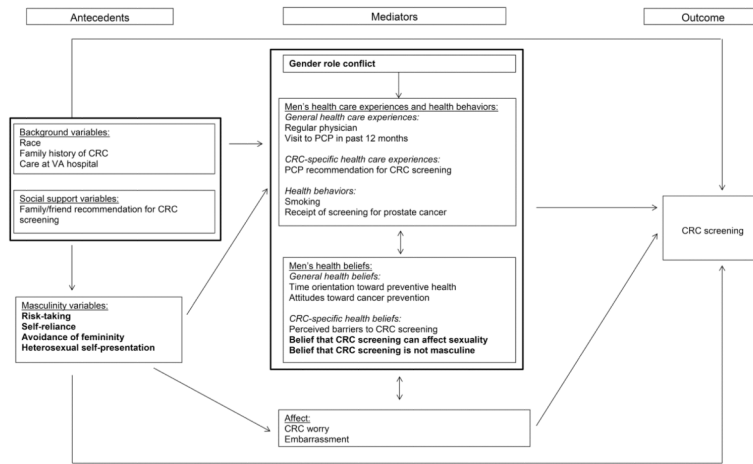 Antecedents
Mediators
Outcome
Gender role conflict
Men's health care experiences and health behaviors:
General health care experiences:
Regular physician
Visit to PCP in past 12 months
CRC-specific health care experiences:
PCP recommendation for CRC screening
Health behaviors:
Smoking
Receipt of screening for prostate cancer
Background variables:
Race
Family history of CRC
Care at VA hospital
Social support variables:
Family/friend recommendation for CRC
screening
CRC screening
Men's health beliefs:
General health beliefs:
Time orientation toward preventive health
Attitudes toward cancer prevention
CRC-specific health beliefs:
Perceived barriers to CRC screening
Belief that CRC screening can affect sexuality
Belief that CRC screening is not masculine
Masculinity variables:
Risk-taking
Self-reliance
Avoidance of femininity
Heterosexual self-presentation
Affect:
CRC worry
Embarrassment